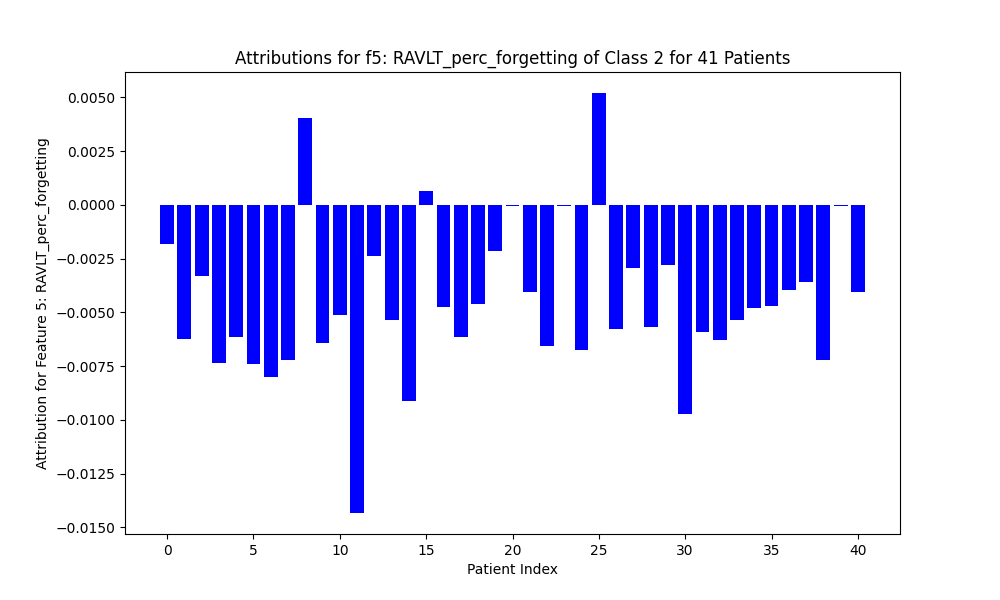 Attributions for f5: RAVLT_perc_forgetting of Class 2 for 41 Patients
Attribution for Feature 5: RAVLT_perc_forgetting
0.0050
0.0025
0.0000
−0.0025
−0.0050
−0.0075
−0.0100
−0.0125
−0.0150
0 5 10 15 20 25 30 35 40
Patient Index